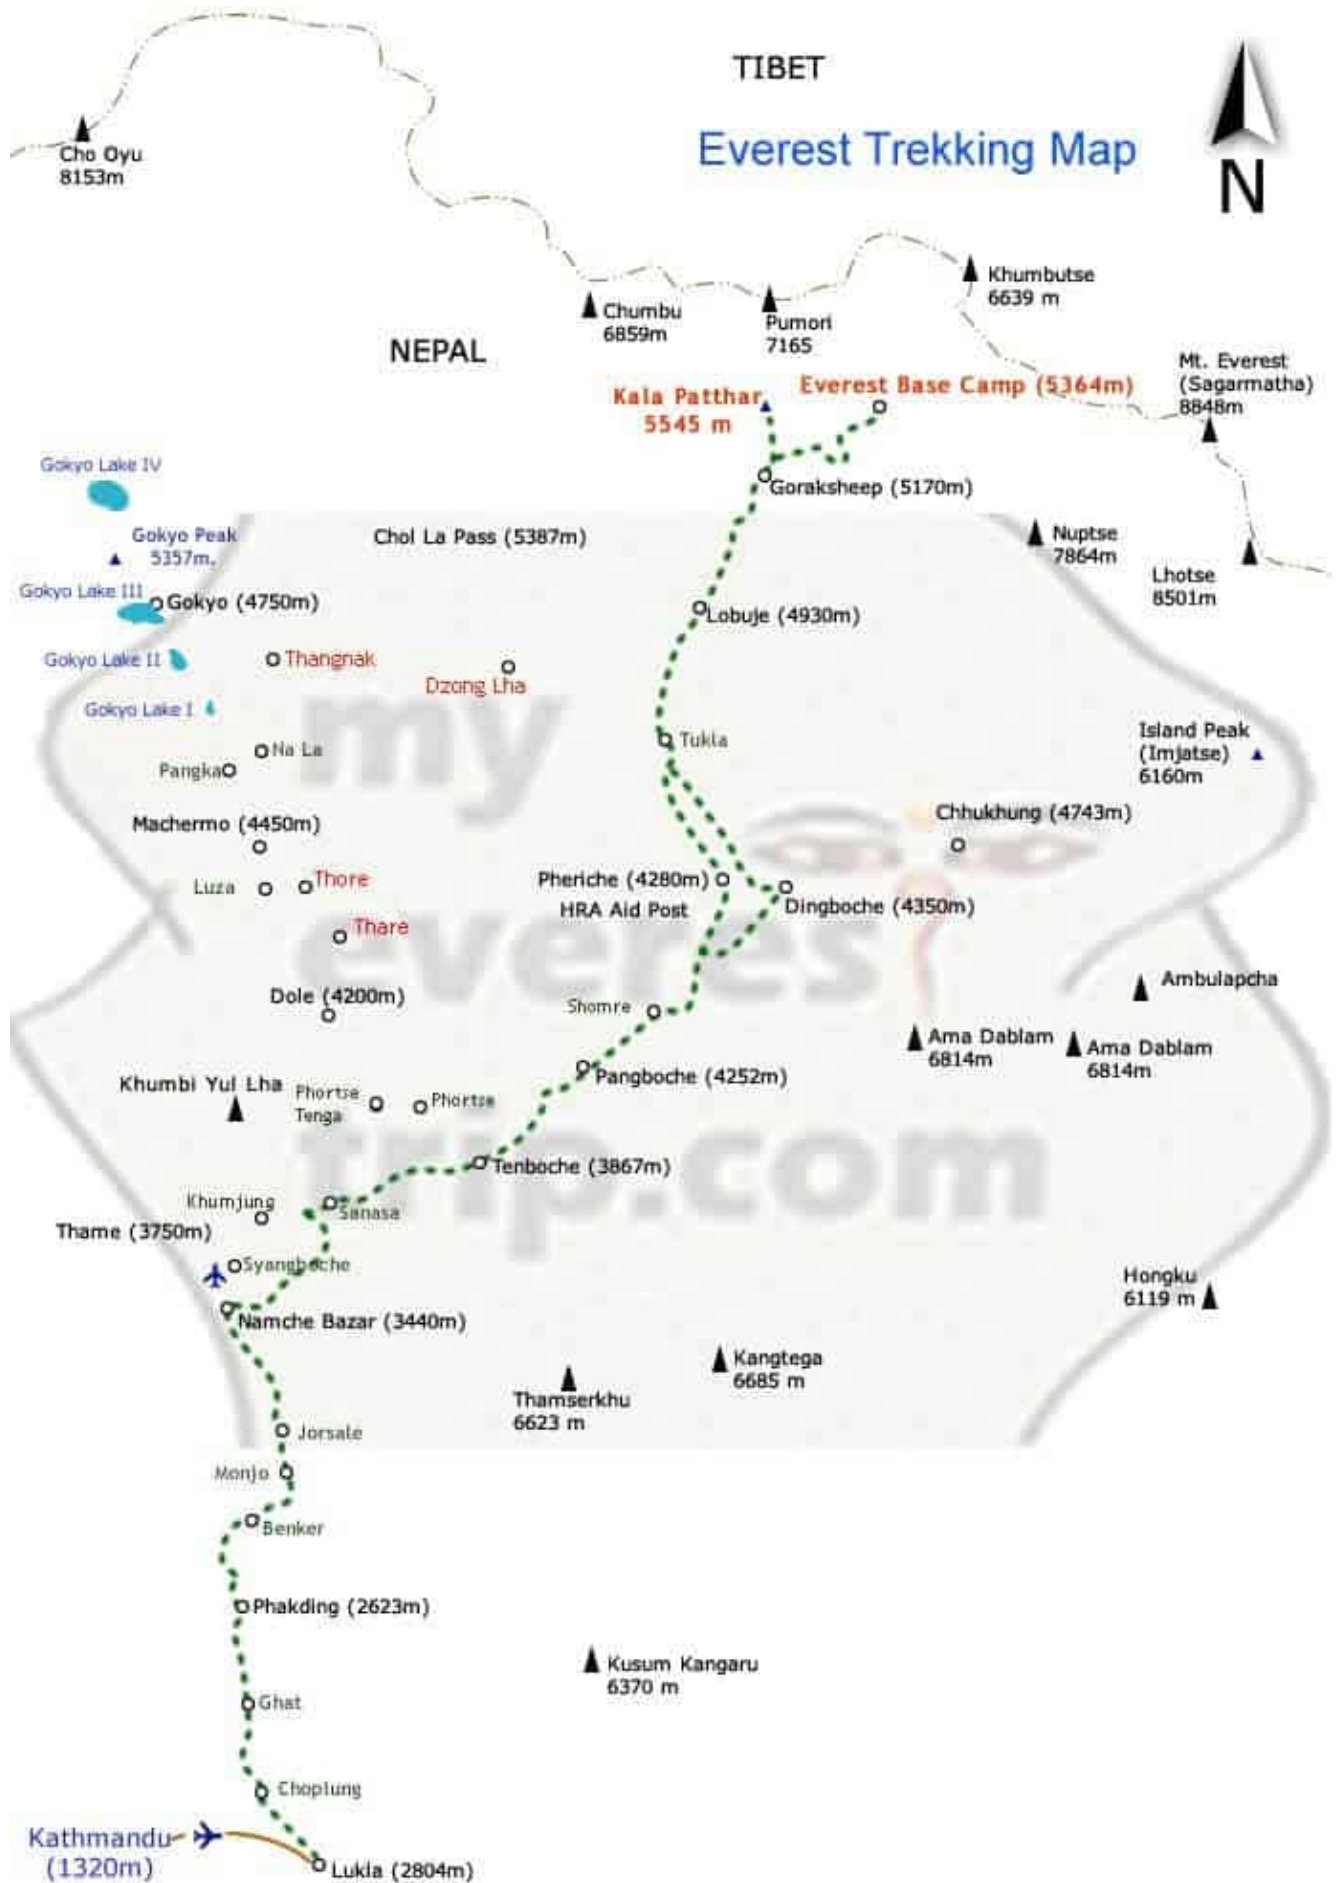 TIBET
Everest Trekking Map
N
Cho Oyu
8153m
Khumbutse
6639 m
Chumbu
6859m
Pumori
7165
NEPAL
Mt. Everest
(Sagarmatha)
8848m
Kala Patthar
5545 m
Everest Base Camp (5364m)
Gokyo Lake IV
Goraksheep (5170m)
Gokyo Peak
5357m.
Chol La Pass (5387m)
Nuptse
7864m
Lhotse
8501m
Gokyo Lake III
Gokyo (4750m)
Lobuje (4930m)
Gokyo Lake II
Thangnak
Dzong Lha
Gokyo Lake I
my
Tukla
Island Peak
(Imjatse)
6160m
Na La
Pangka
Machermo (4450m)
Chhukhung (4743m)
Luza
Thore
Pheriche (4280m)
HRA Aid Post
Dingboche (4350m)
Thare
everes
Dole (4200m)
Shomre
Ambulapcha
Ama Dablam
6814m
Ama Dablam
6814m
Pangboche (4252m)
Khumbi Yul Lha
Phortse
Tenga
Phortse
Tenboche (3867m)
trip.com
Khumjung
Sanasa
Thame (3750m)
Syangboche
Namche Bazar (3440m)
Hongku
6119 m
Kangtega
6685 m
Thamserkhu
6623 m
Jorsale
Monjo
Benker
Phakding (2623m)
Kusum Kangaru
6370 m
Ghat
Choplung
Kathmandu
(1320m)
Lukla (2804m)